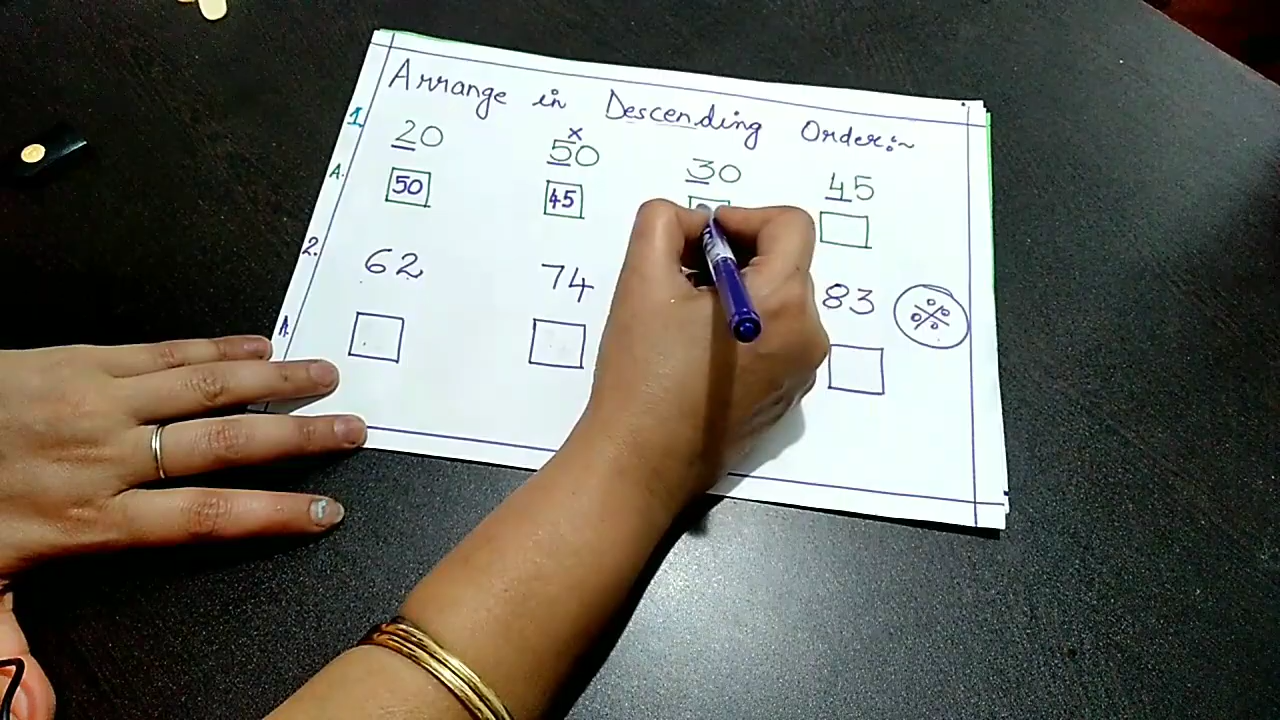 Arrange in Descending Order:~
1. 20 50 30 45
A. 50 45
2. 62 74 83
A.